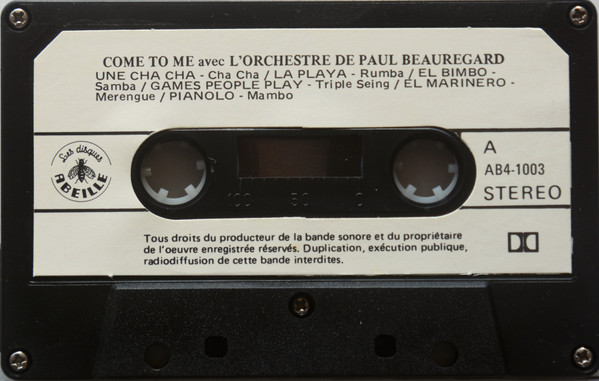 COME TO ME avec L'ORCHESTRE DE PAUL BEAUREGARD
UNE CHA CHA - Cha Cha / LA PLAYA - Rumba / EL BIMBO -
Samba / GAMES PEOPLE PLAY - Triple Seing / EL MARINERO -
Merengue / PIANOLO - Mambo
Les disques
ABEILLE
100 50 0
A
AB4-1003
STEREO
Tous droits du producteur de la bande sonore et du propriétaire
de l'oeuvre enregistrée réservés. Duplication, exécution publique,
radiodiffusion de cette bande interdites.